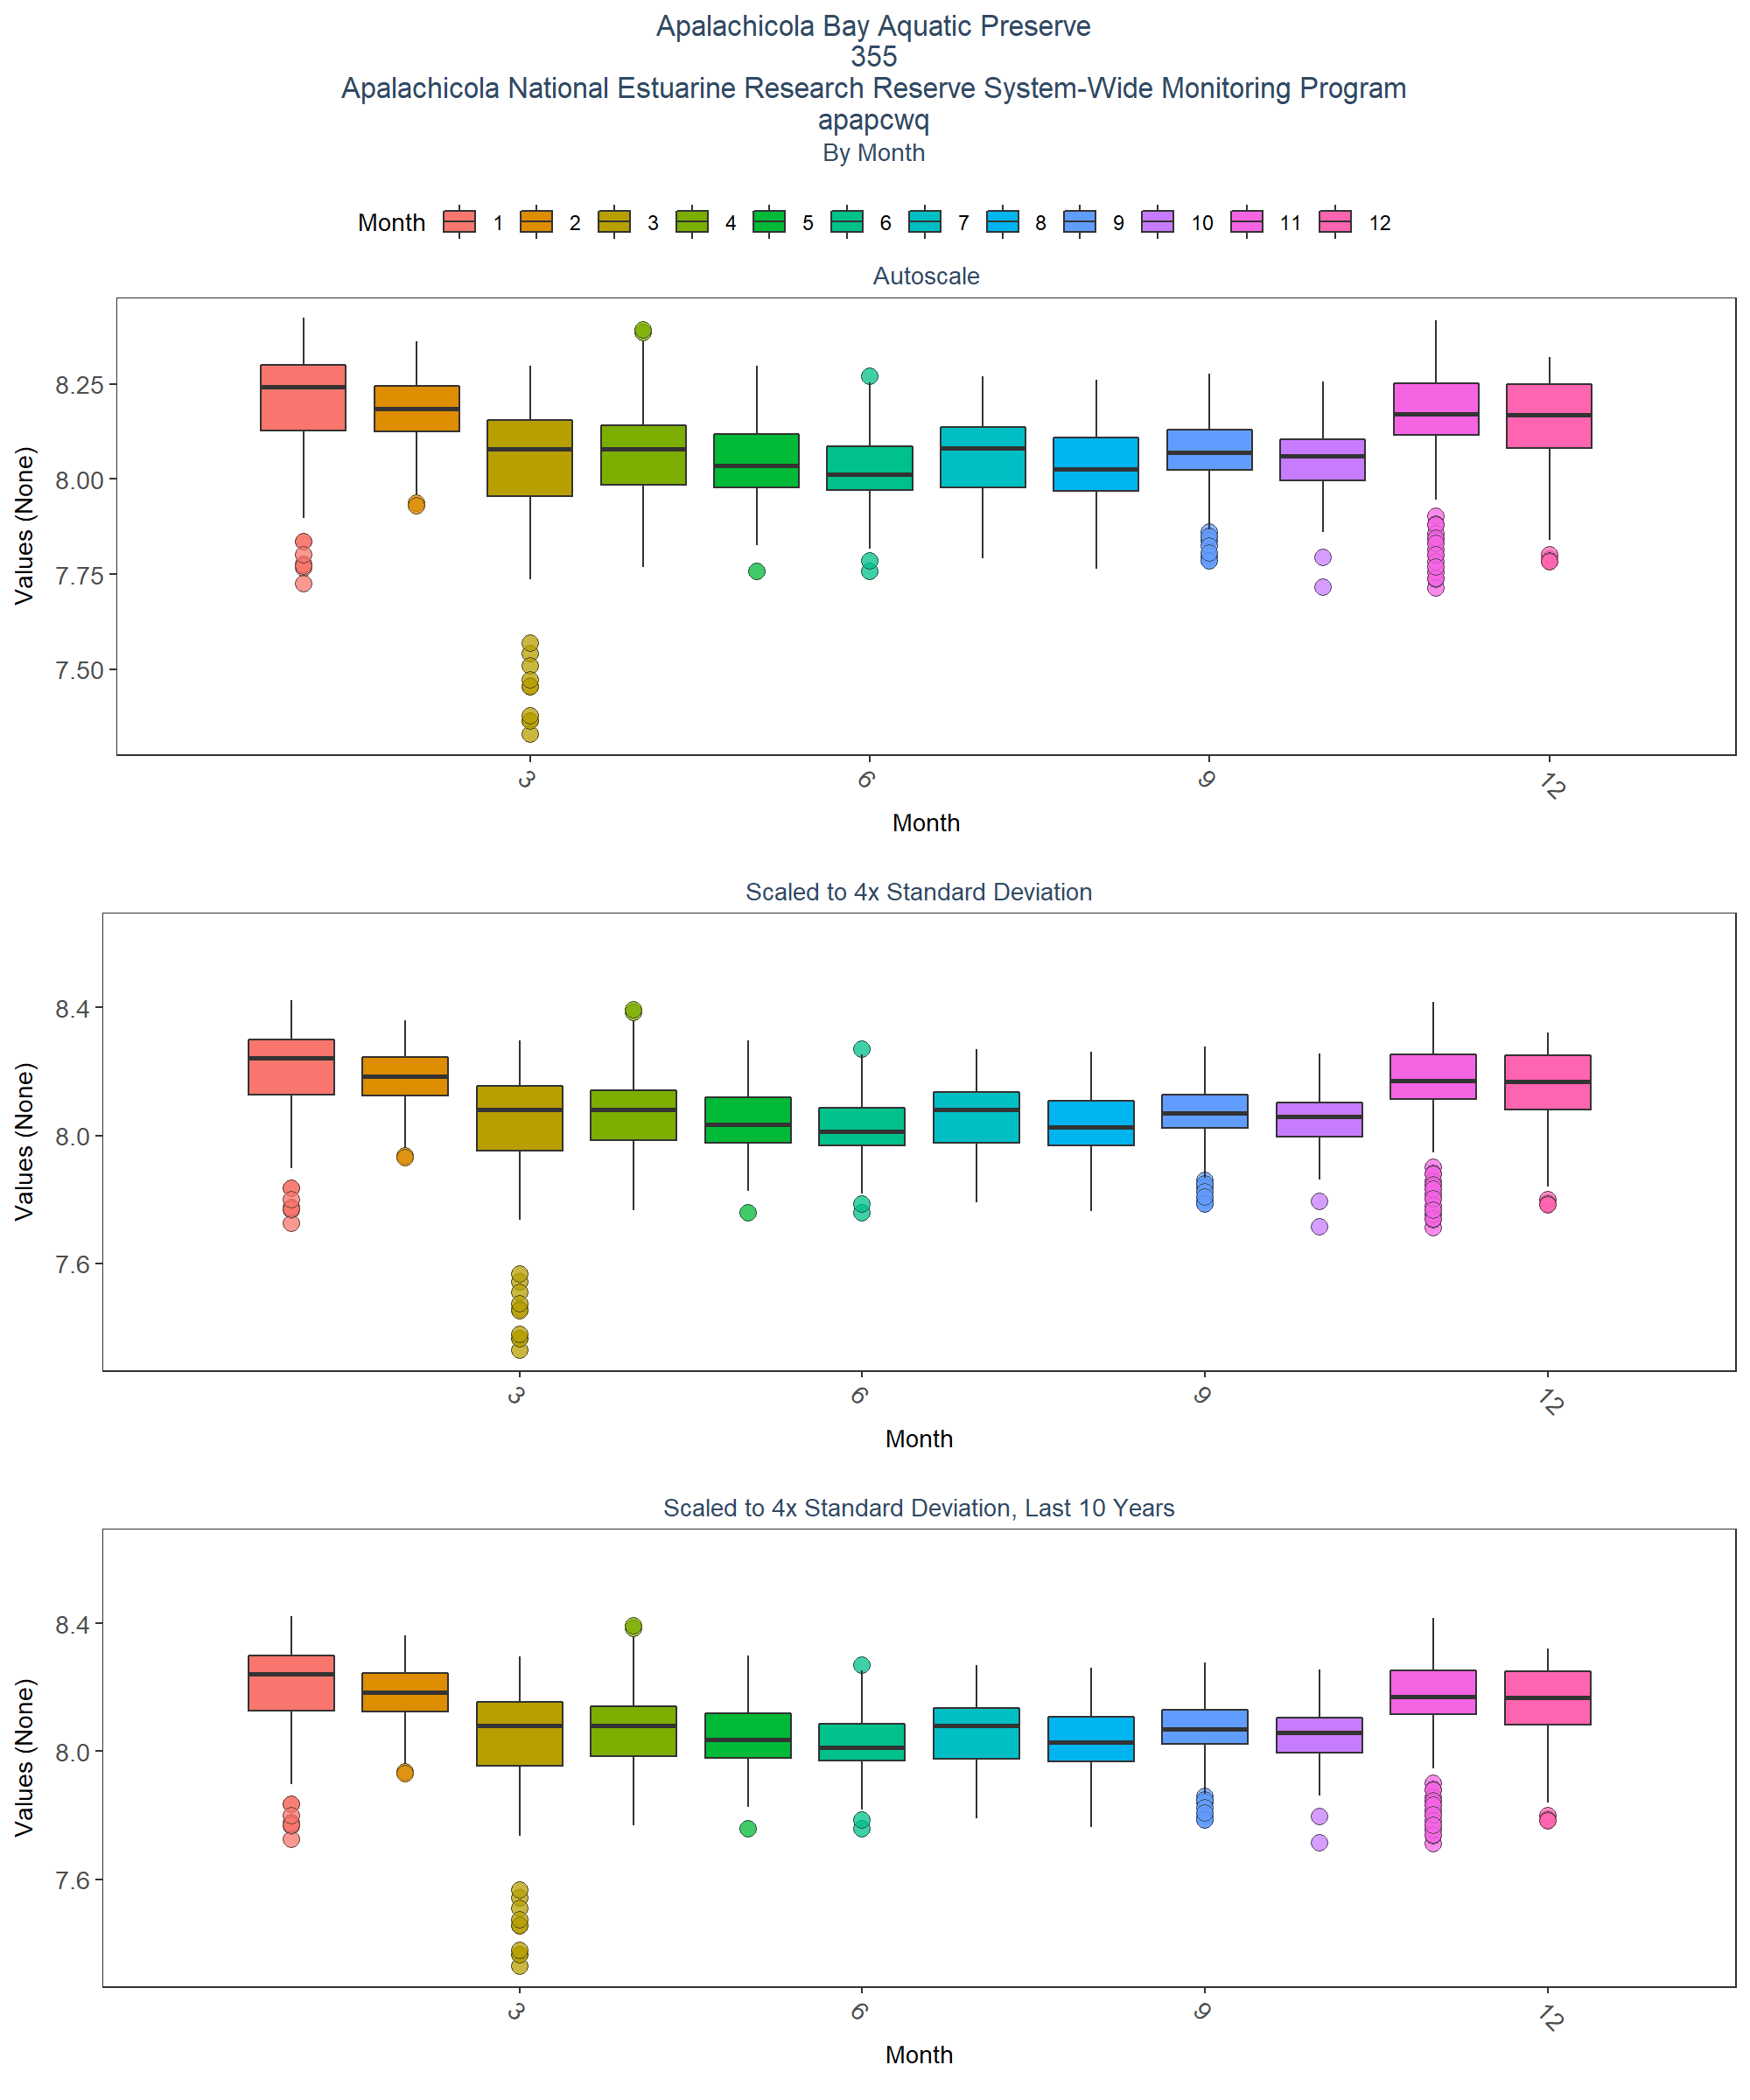 Apalachicola Bay Aquatic Preserve
355
Apalachicola National Estuarine Research Reserve System-Wide Monitoring Program
apapcwq
By Month
Month 1 2 3 4 5 6 7 8 9 10 11 12
Autoscale
Values (None)
8.25
8.00
7.75
7.50
3 6 9 12
Month
Scaled to 4x Standard Deviation
Values (None)
8.4
8.0
7.6
3 6 9 12
Month
Scaled to 4x Standard Deviation, Last 10 Years
Values (None)
8.4
8.0
7.6
3 6 9 12
Month